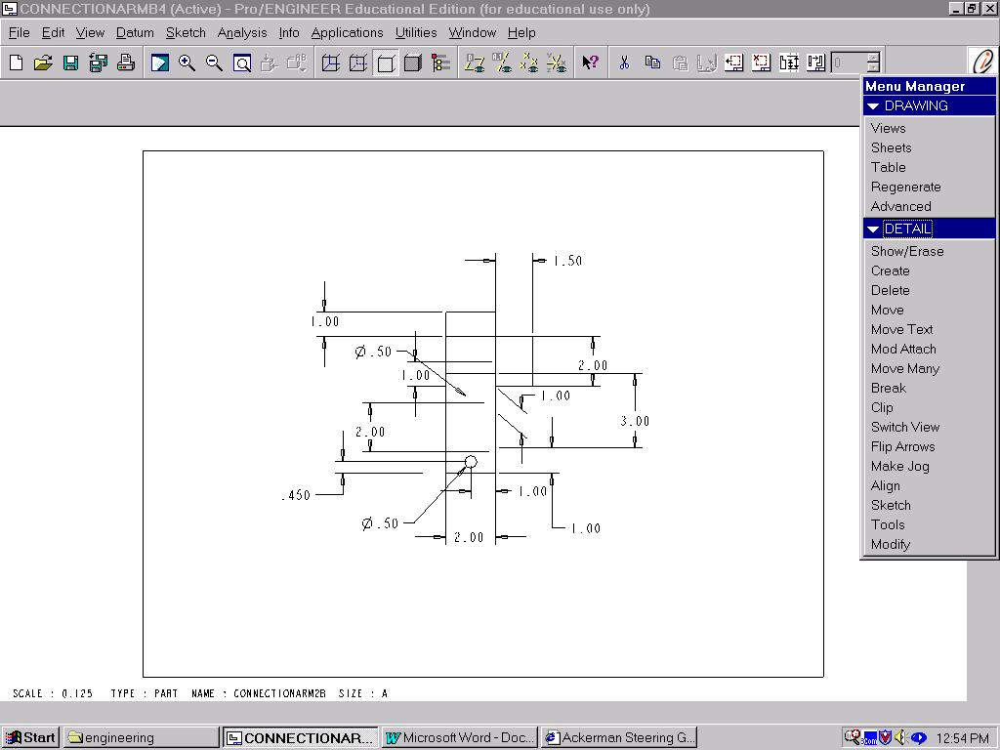 CONNECTIONARMB4 (Active) - Pro/ENGINEER Educational Edition (for educational use only)
File Edit View Datum Sketch Analysis Info Applications Utilities Window Help
0
Menu Manager
DRAWING
Views
Sheets
Table
Regenerate
Advanced
DETAIL
Show/Erase
Create
Delete
Move
Move Text
Mod Attach
Move Many
Break
Clip
Switch View
Flip Arrows
Make Jog
Align
Sketch
Tools
Modify
1.50
1.00
Ø.50
2.00
1.00
1.00
3.00
2.00
.450
1.00
Ø.50
1.00
2.00
SCALE : 0.125 TYPE : PART NAME : CONNECTIONARM2B SIZE : A
Start engineering CONNECTIONAR... Microsoft Word - Doc... Ackerman Steering G... 12:54 PM